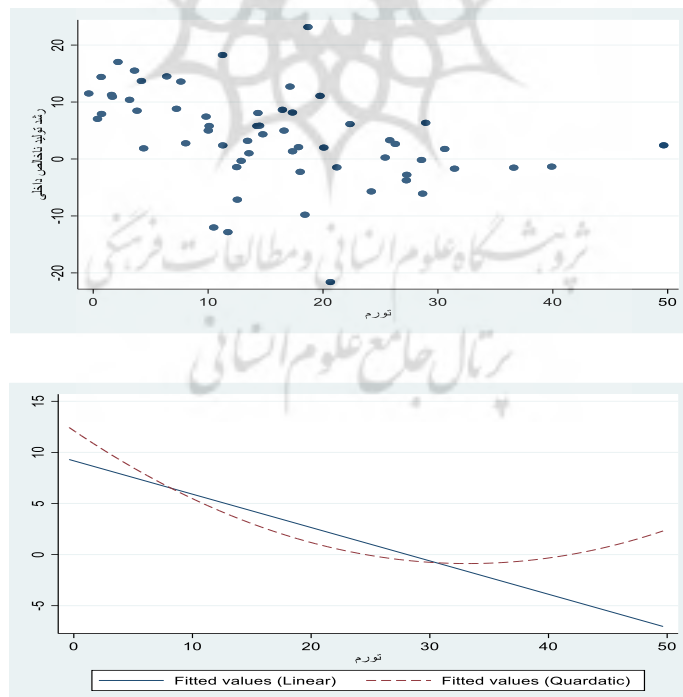 20
10
0
-10
-20
رشد تولید ناخالص داخلی
0 10 20 30 40 50
تورم
پژوهشگاه علوم انسانی و مطالعات فرهنگی
پرتال جامع علوم انسانی
15
10
5
0
-5
0 10 20 30 40 50
تورم
Fitted values (Linear) Fitted values (Quardatic)